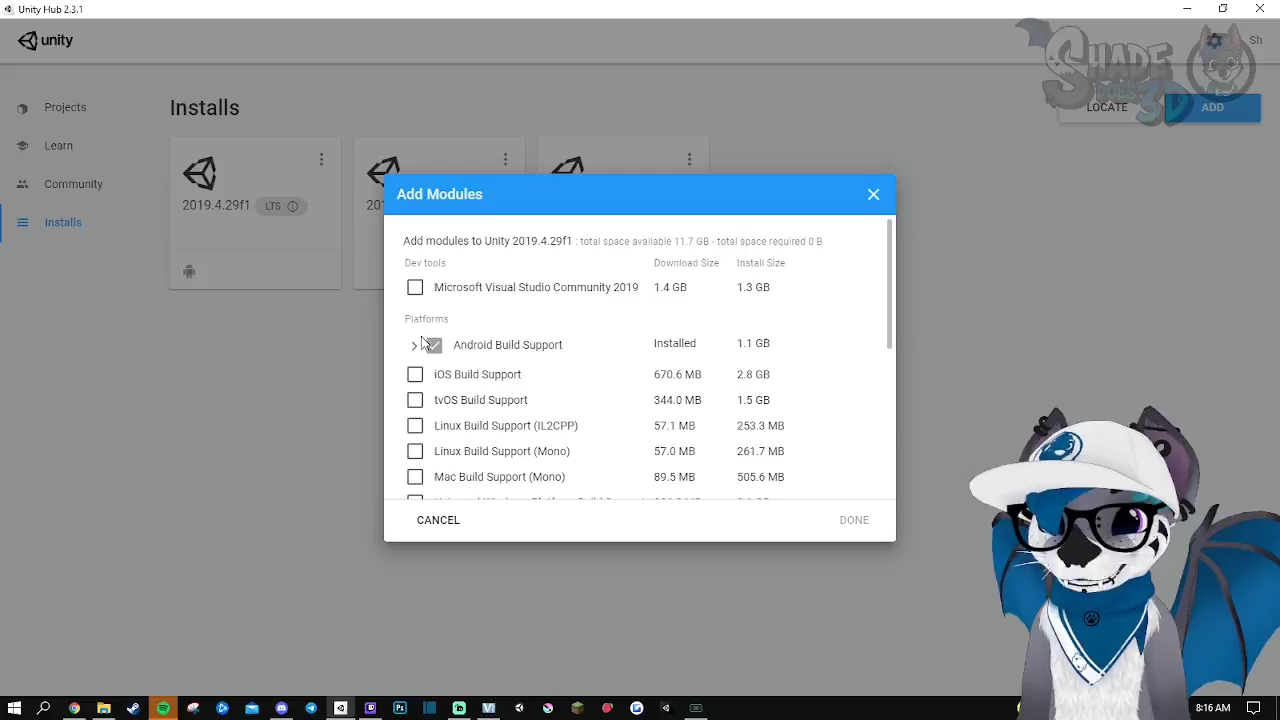 Unity Hub 2.3.1
unity
Sh
SHADE
DOES
3D
Projects
Learn
Community
Installs
Installs
LOCATE
ADD
2019.4.29f1
LTS
Add Modules
Add modules to Unity 2019.4.29f1 : total space available 11.7 GB - total space required 0 B
Dev tools Download Size Install Size
Microsoft Visual Studio Community 2019 1.4 GB 1.3 GB
Platforms
Android Build Support Installed 1.1 GB
iOS Build Support 670.6 MB 2.8 GB
tvOS Build Support 344.0 MB 1.5 GB
Linux Build Support (IL2CPP) 57.1 MB 253.3 MB
Linux Build Support (Mono) 57.0 MB 261.7 MB
Mac Build Support (Mono) 89.5 MB 505.6 MB
CANCEL
DONE
8:16 AM